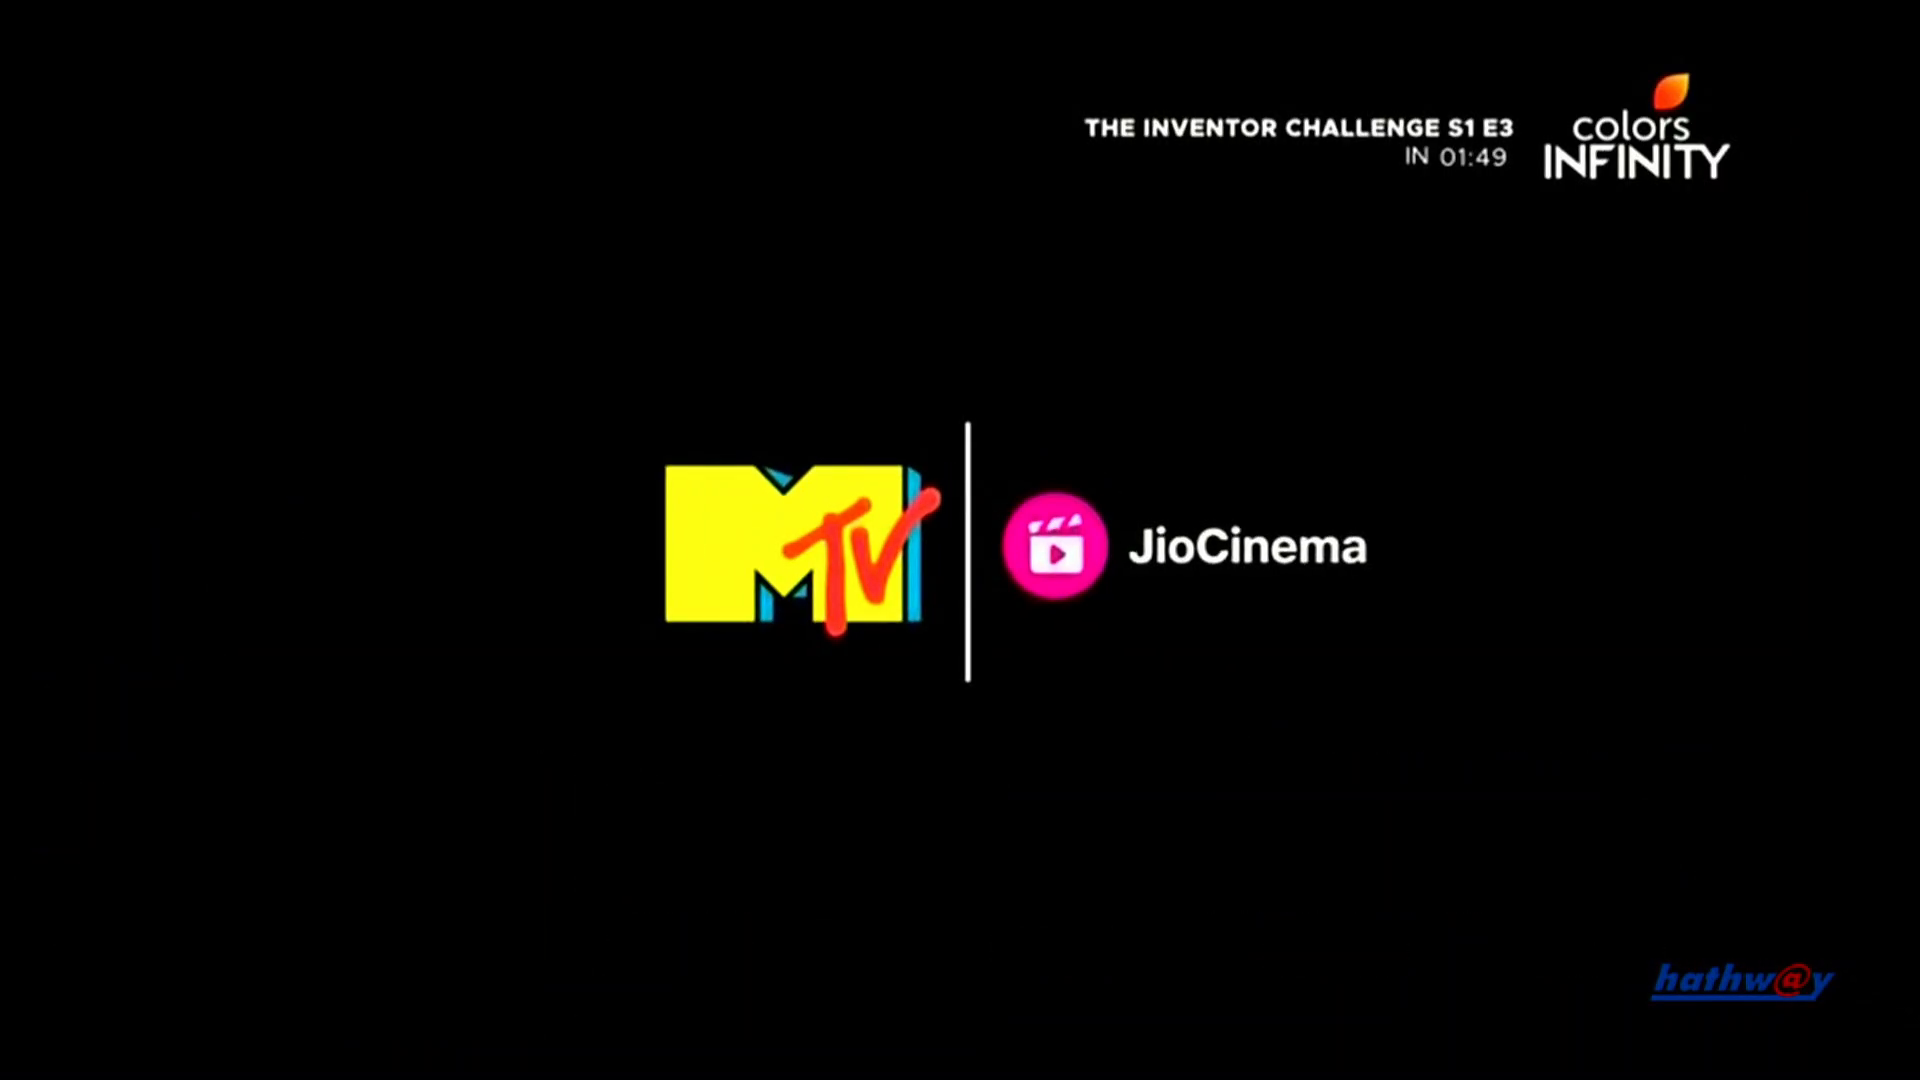 THE INVENTOR CHALLENGE S1 E3
IN 01:49
colors
INFINITY
MTV
JioCinema
hathw@y